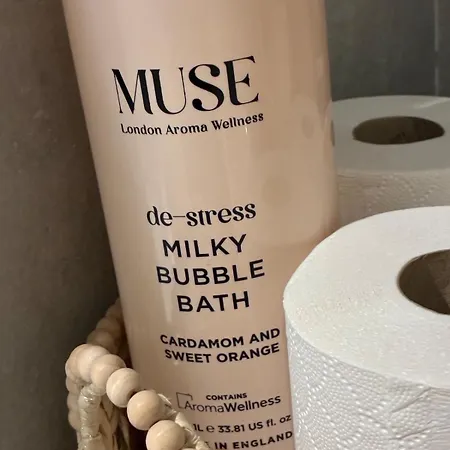 MUSE
London Aroma Wellness
de-stress
MILKY
BUBBLE
BATH
CARDAMOM AND
SWEET ORANGE
CONTAINS
AromaWellness
1L e 33.81 US fl. oz
IN ENGLAND